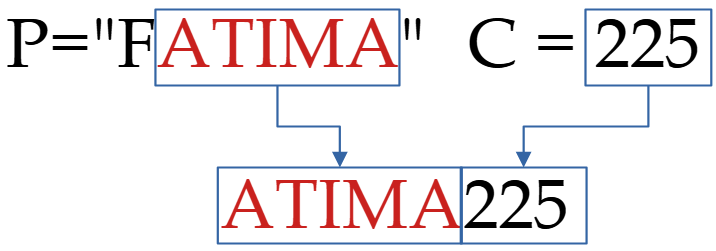 P="FATIMA" C = 225
ATIMA225